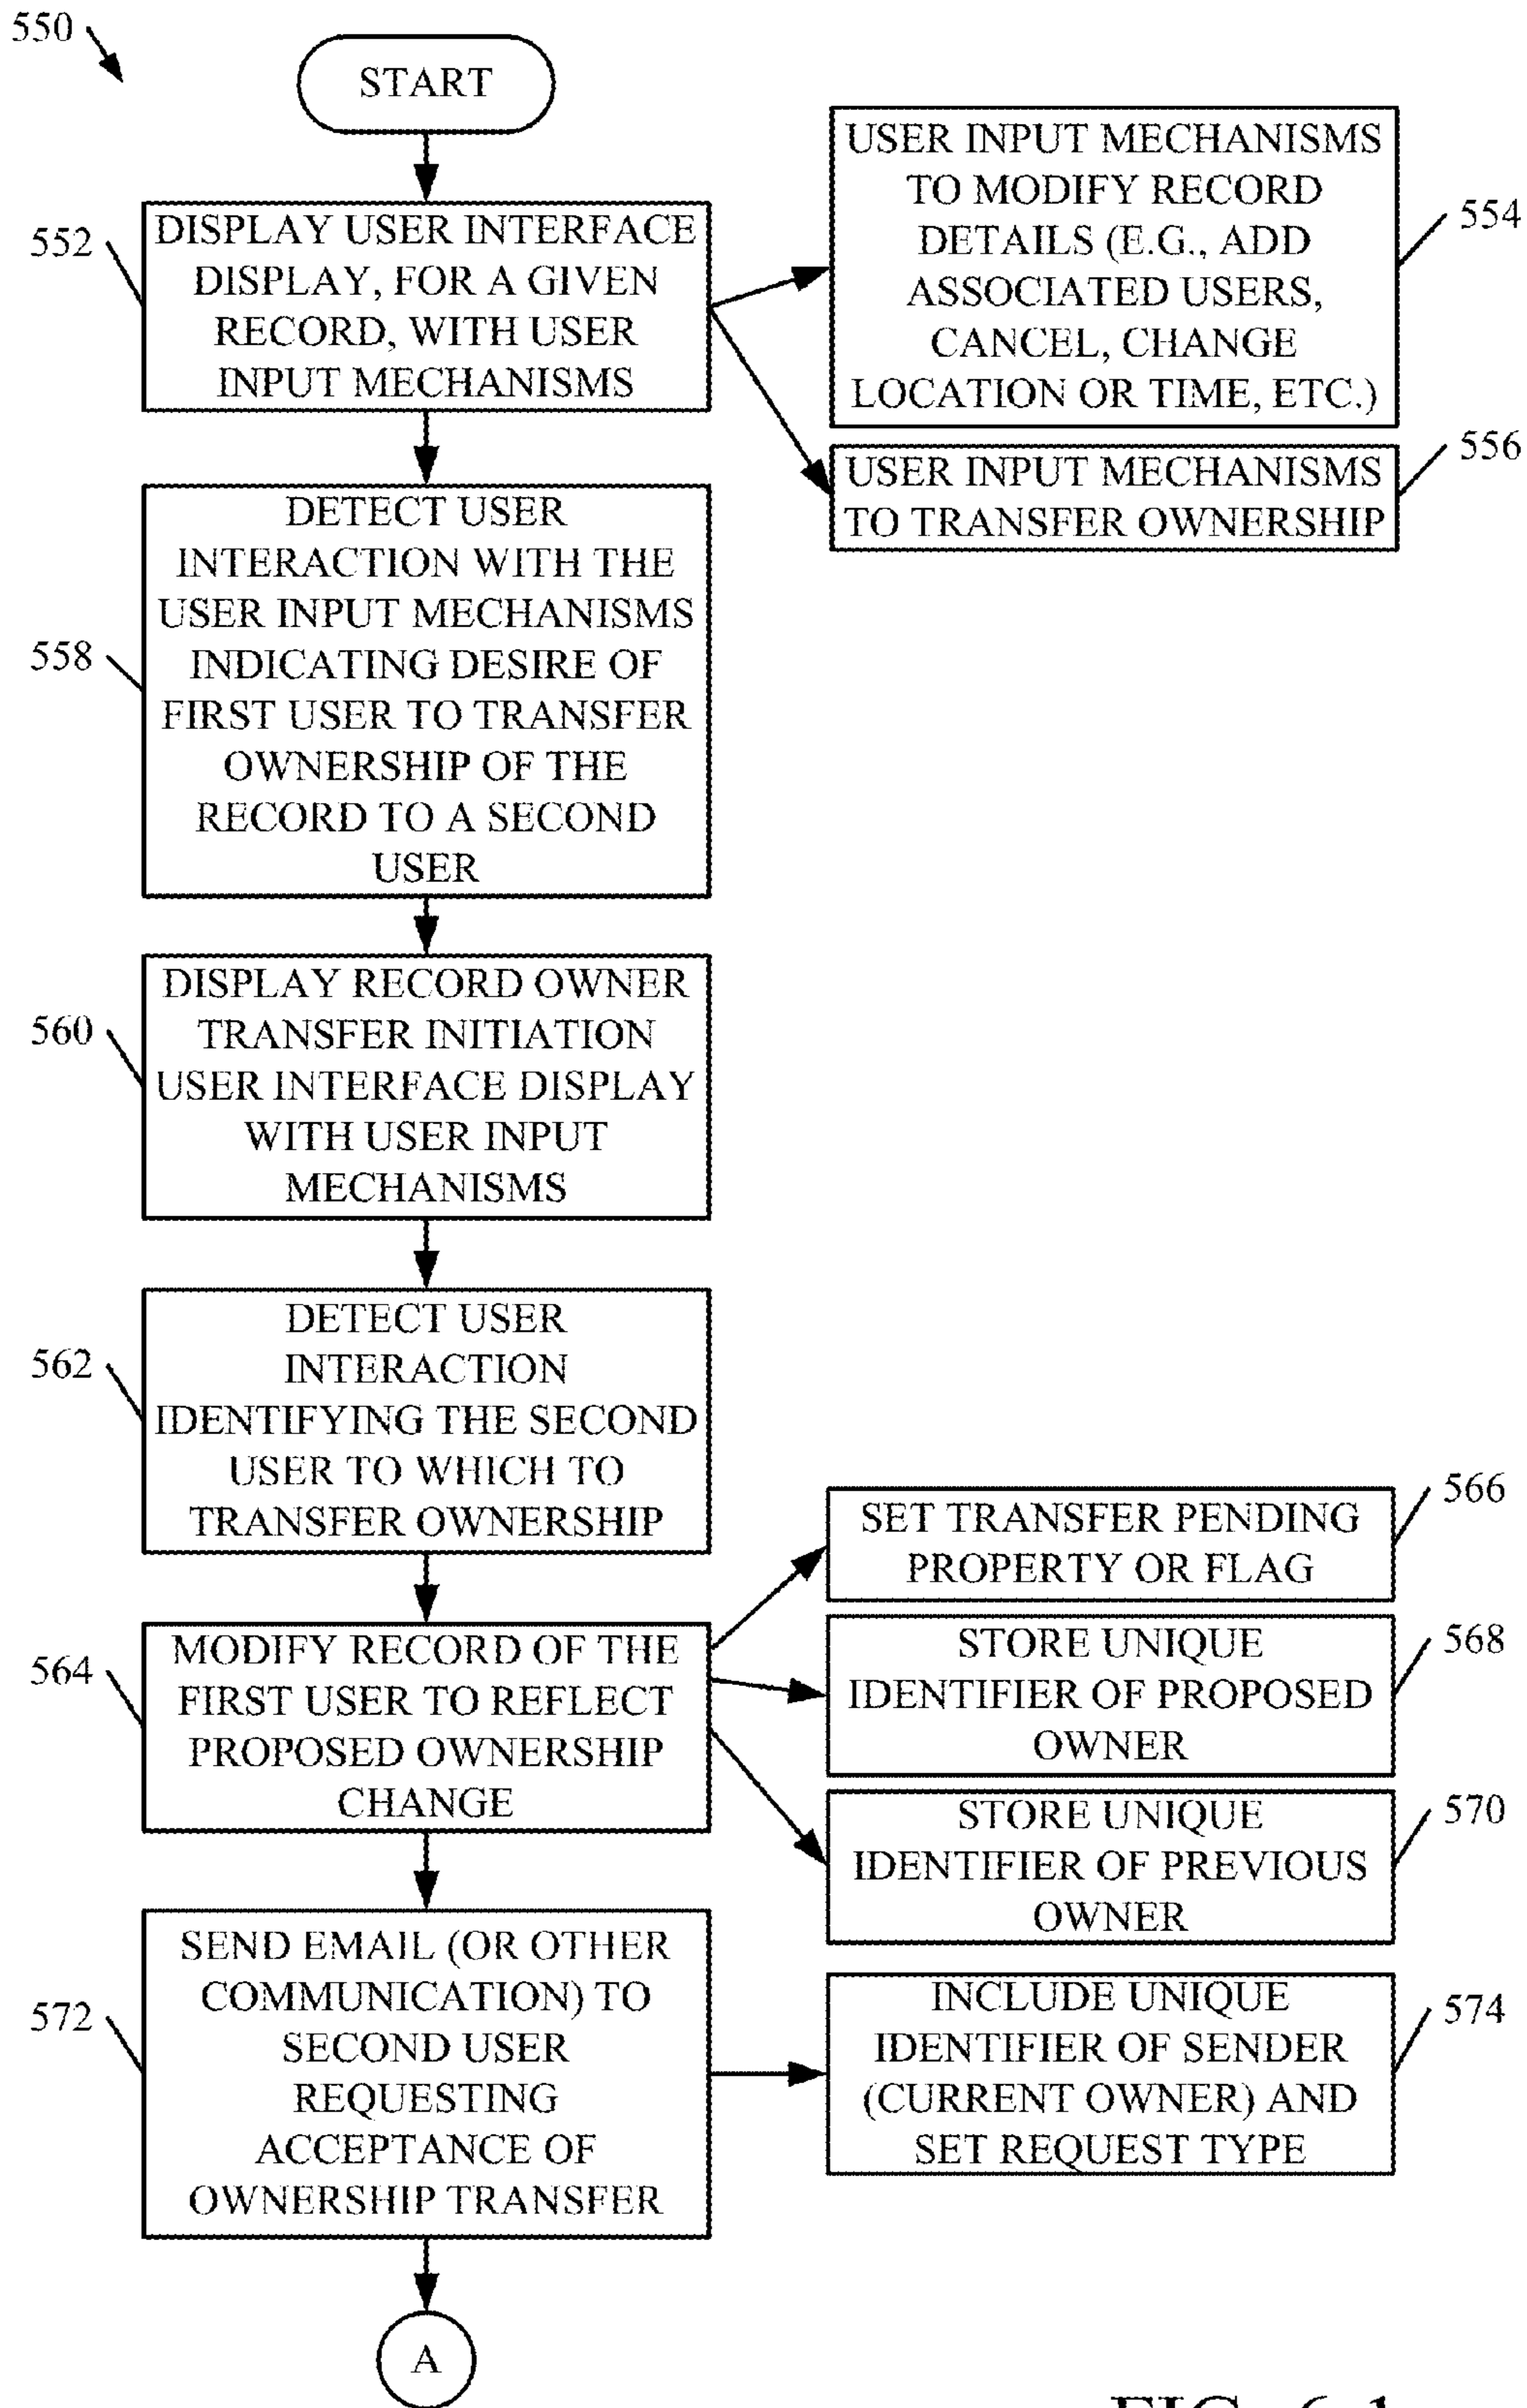 550
START
552
DISPLAY USER INTERFACE
DISPLAY, FOR A GIVEN
RECORD, WITH USER
INPUT MECHANISMS
USER INPUT MECHANISMS
TO MODIFY RECORD
DETAILS (E.G., ADD
ASSOCIATED USERS,
CANCEL, CHANGE
LOCATION OR TIME, ETC.)
554
USER INPUT MECHANISMS
TO TRANSFER OWNERSHIP
556
558
DETECT USER
INTERACTION WITH THE
USER INPUT MECHANISMS
INDICATING DESIRE OF
FIRST USER TO TRANSFER
OWNERSHIP OF THE
RECORD TO A SECOND
USER
560
DISPLAY RECORD OWNER
TRANSFER INITIATION
USER INTERFACE DISPLAY
WITH USER INPUT
MECHANISMS
562
DETECT USER
INTERACTION
IDENTIFYING THE SECOND
USER TO WHICH TO
TRANSFER OWNERSHIP
564
MODIFY RECORD OF THE
FIRST USER TO REFLECT
PROPOSED OWNERSHIP
CHANGE
SET TRANSFER PENDING
PROPERTY OR FLAG
566
STORE UNIQUE
IDENTIFIER OF PROPOSED
OWNER
568
STORE UNIQUE
IDENTIFIER OF PREVIOUS
OWNER
570
572
SEND EMAIL (OR OTHER
COMMUNICATION) TO
SECOND USER
REQUESTING
ACCEPTANCE OF
OWNERSHIP TRANSFER
INCLUDE UNIQUE
IDENTIFIER OF SENDER
(CURRENT OWNER) AND
SET REQUEST TYPE
574
A
FIG. 6-1